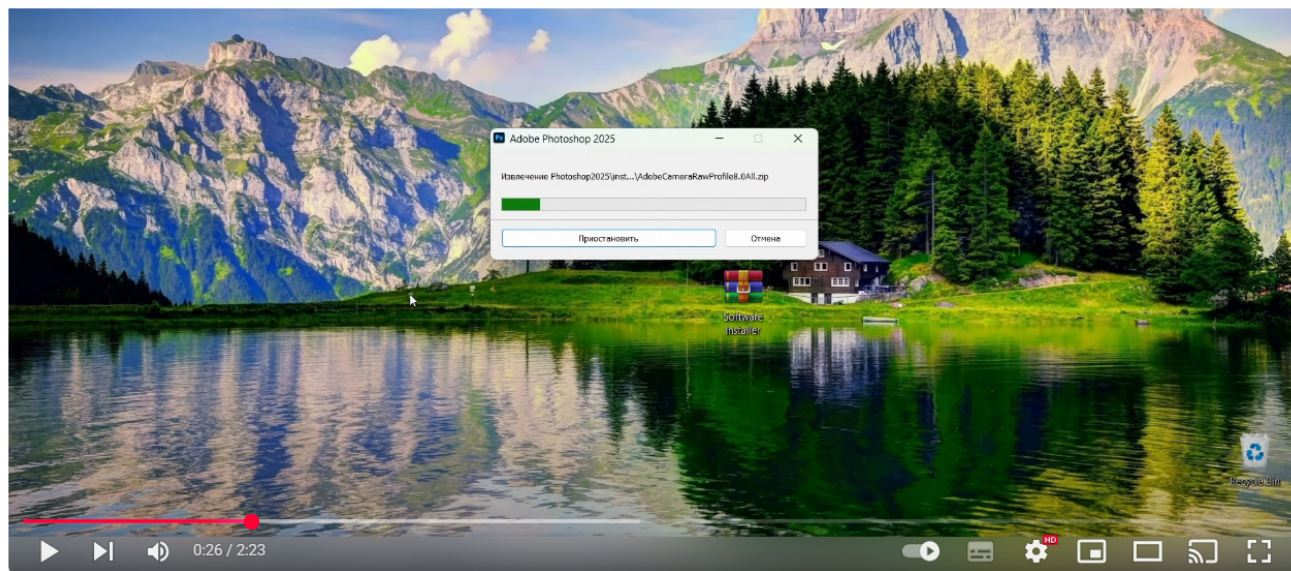 Ps Adobe Photoshop 2025
Извлечение Photoshop2025\inst...\AdobeCameraRawProfile8.0All.zip
Приостановить Отмена
Software
Installer
Recycle Bin
0:26 / 2:23
HD